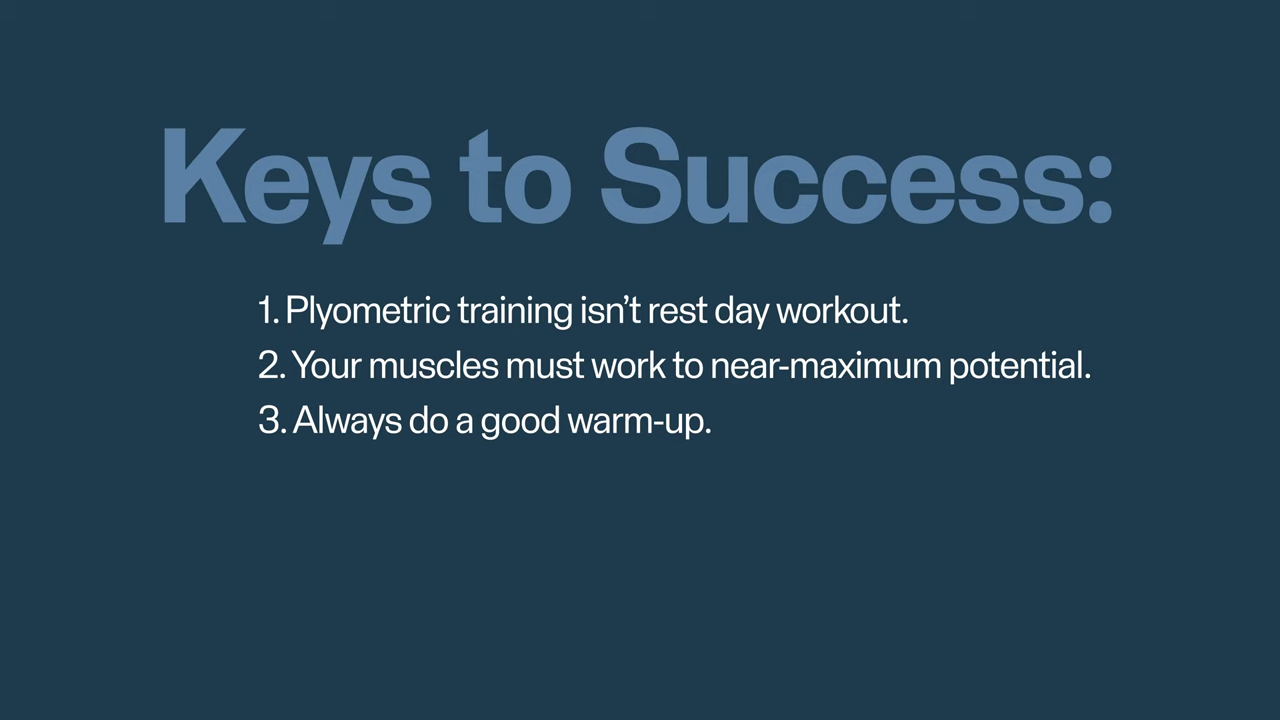 Keys to Success:
1. Plyometric training isn’t rest day workout.
2. Your muscles must work to near-maximum potential.
3. Always do a good warm-up.